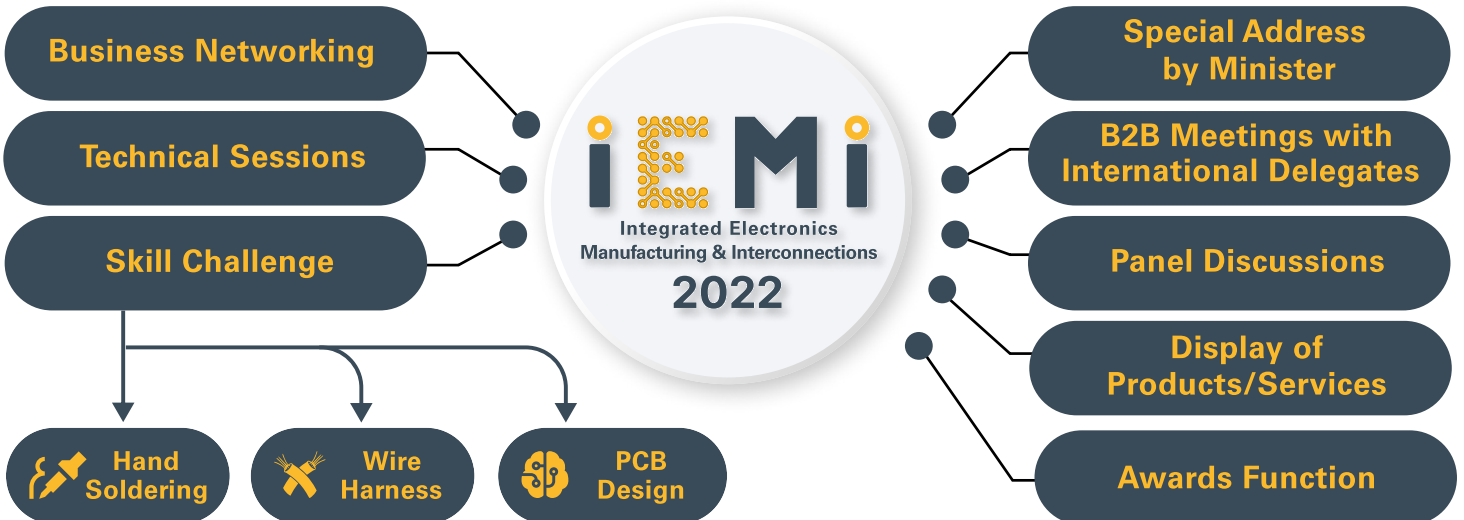 Business Networking
Technical Sessions
Skill Challenge
Hand
Soldering
Wire
Harness
PCB
Design
iEMi
Integrated Electronics
Manufacturing & Interconnections
2022
Special Address
by Minister
B2B Meetings with
International Delegates
Panel Discussions
Display of
Products/Services
Awards Function